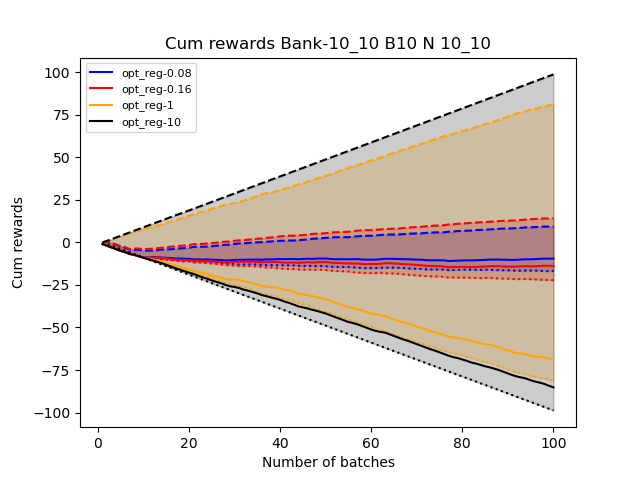 Cum rewards Bank-10_10 B10 N 10_10
opt_reg-0.08
opt_reg-0.16
opt_reg-1
opt_reg-10
100
75
50
25
0
−25
−50
−75
−100
Cum rewards
0 20 40 60 80 100
Number of batches